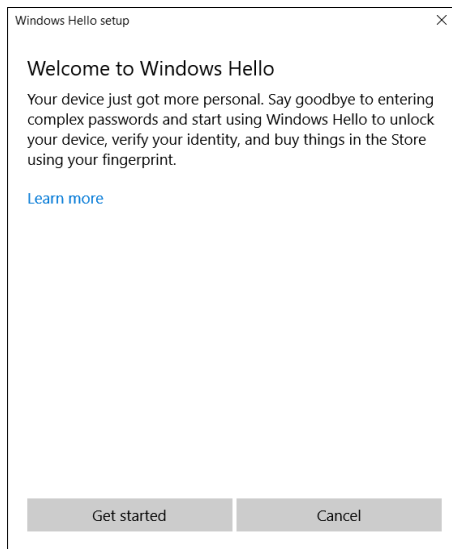 Windows Hello setup
Welcome to Windows Hello
Your device just got more personal. Say goodbye to entering
complex passwords and start using Windows Hello to unlock
your device, verify your identity, and buy things in the Store
using your fingerprint.
Learn more
Get started Cancel